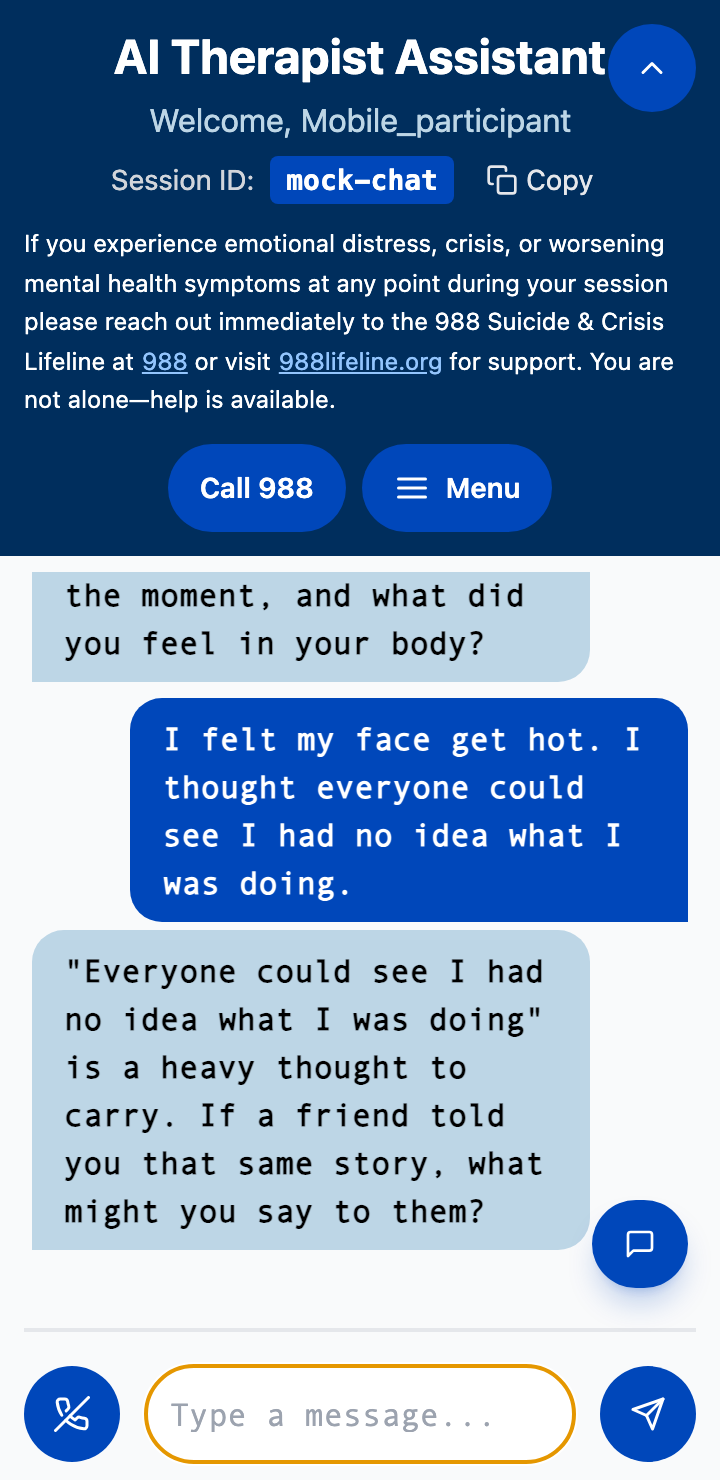 AI Therapist Assistant
Welcome, Mobile_participant
Session ID: mock-chat Copy
If you experience emotional distress, crisis, or worsening
mental health symptoms at any point during your session
please reach out immediately to the 988 Suicide & Crisis
Lifeline at 988 or visit 988lifeline.org for support. You are
not alone—help is available.
Call 988 Menu
the moment, and what did
you feel in your body?
I felt my face get hot. I
thought everyone could
see I had no idea what I
was doing.
"Everyone could see I had
no idea what I was doing"
is a heavy thought to
carry. If a friend told
you that same story, what
might you say to them?
Type a message...